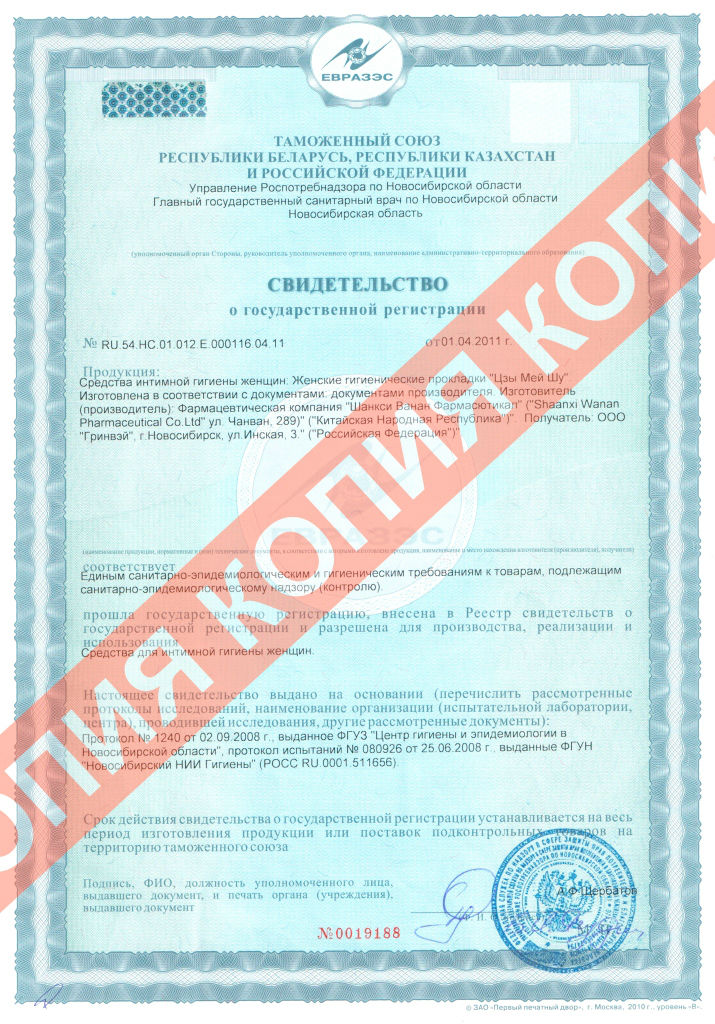 ЕВРАЗЭС
ТАМОЖЕННЫЙ СОЮЗ
РЕСПУБЛИКИ БЕЛАРУСЬ, РЕСПУБЛИКИ КАЗАХСТАН
И РОССИЙСКОЙ ФЕДЕРАЦИИ
Управление Роспотребнадзора по Новосибирской области
Главный государственный санитарный врач по Новосибирской области
Новосибирская область
(уполномоченный орган Стороны, руководитель уполномоченного органа, наименование административно-территориального образования)
СВИДЕТЕЛЬСТВО
о государственной регистрации
№ RU.54.НС.01.012.Е.000116.04.11 от 01.04.2011 г.
Продукция:
Средства интимной гигиены женщин: Женские гигиенические прокладки "Цзы Мей Шу".
Изготовлена в соответствии с документами: документами производителя. Изготовитель
(производитель): Фармацевтическая компания "Шанкси Ванан Фармасютикал" ("Shaanxi Wanan
Pharmaceutical Co.Ltd" ул. Чанван, 289)" ("Китайская Народная Республика")". Получатель: ООО
"Гринвэй", г.Новосибирск, ул.Инская, 3." ("Российская Федерация")"
ЕВРАЗЭС
(наименование продукции, нормативные и (или) технические документы, в соответствии с которыми изготовлена продукция, наименование и место нахождения изготовителя (производителя), получателя)
соответствует
Единым санитарно-эпидемиологическим и гигиеническим требованиям к товарам, подлежащим
санитарно-эпидемиологическому надзору (контролю).
прошла государственную регистрацию, внесена в Реестр свидетельств о
государственной регистрации и разрешена для производства, реализации и
использования
Средства для интимной гигиены женщин.
Настоящее свидетельство выдано на основании (перечислить рассмотренные
протоколы исследований, наименование организации (испытательной лаборатории,
центра), проводившей исследования, другие рассмотренные документы):
Протокол № 1240 от 02.09.2008 г., выданное ФГУЗ "Центр гигиены и эпидемиологии в
Новосибирской области", протокол испытаний № 080926 от 25.06.2008 г., выданные ФГУН
"Новосибирский НИИ Гигиены" (РОСС RU.0001.511656).
Срок действия свидетельства о государственной регистрации устанавливается на весь
период изготовления продукции или поставок подконтрольных товаров на
территорию таможенного союза
Подпись, ФИО, должность уполномоченного лица,
выдавшего документ, и печать органа (учреждения),
выдавшего документ
А.Ф.Щербатов
№0019188
© ЗАО «Первый печатный двор», г. Москва, 2010 г., уровень «В».
КОПИЯ КОПИЯ КОПИЯ